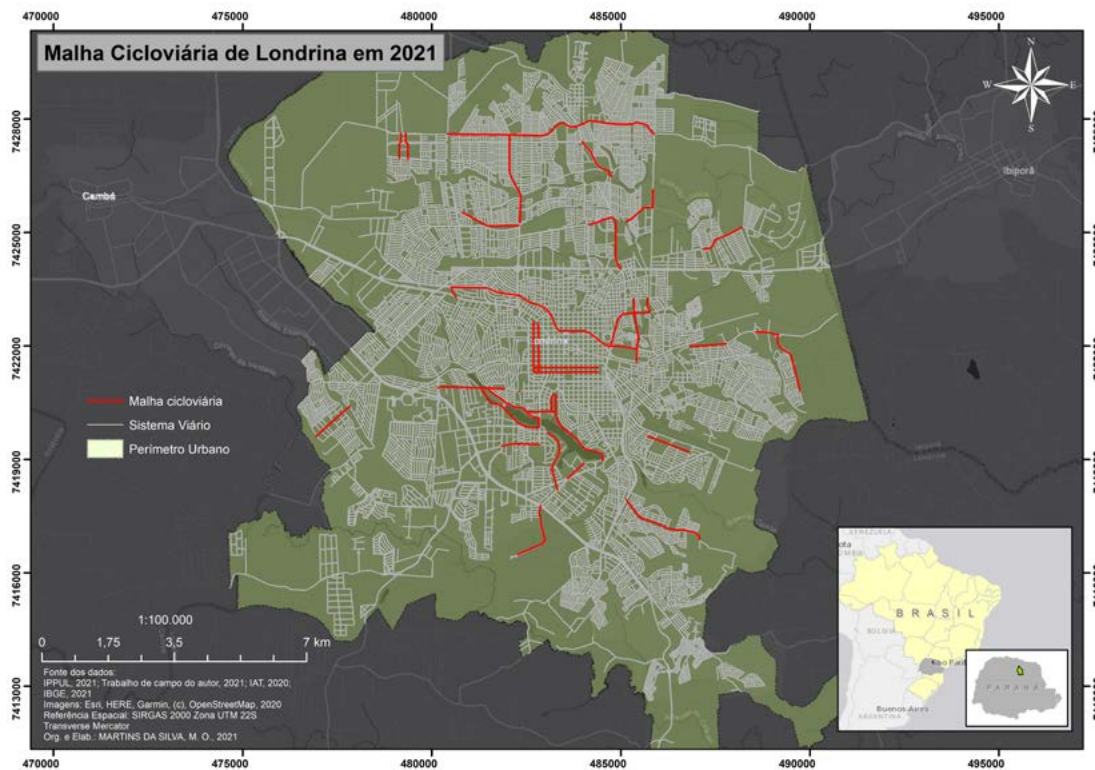 470000 475000 480000 485000 490000 495000
Malha Cicloviária de Londrina em 2021
N
W E
S
7428000
Cambé
Ibiporã
7425000
7422000
Malha cicloviária
Sistema Viário
Perímetro Urbano
7419000
VENEZUELA
7416000
BRASIL
BOLIVIA
1:100.000
0 1,75 3,5 7 km
PARANÁ
Fonte dos dados:
IPPUL, 2021; Trabalho de campo do autor, 2021; IAT, 2020;
IBGE, 2021
Imagens: Esri, HERE, Garmin, (c), OpenStreetMap, 2020
Referência Espacial: SIRGAS 2000 Zona UTM 22S
Transverse Mercator
Org. e Elab.: MARTINS DA SILVA, M. O., 2021
7413000
Buenos Aires
ARGENTINA
470000 475000 480000 485000 490000 495000